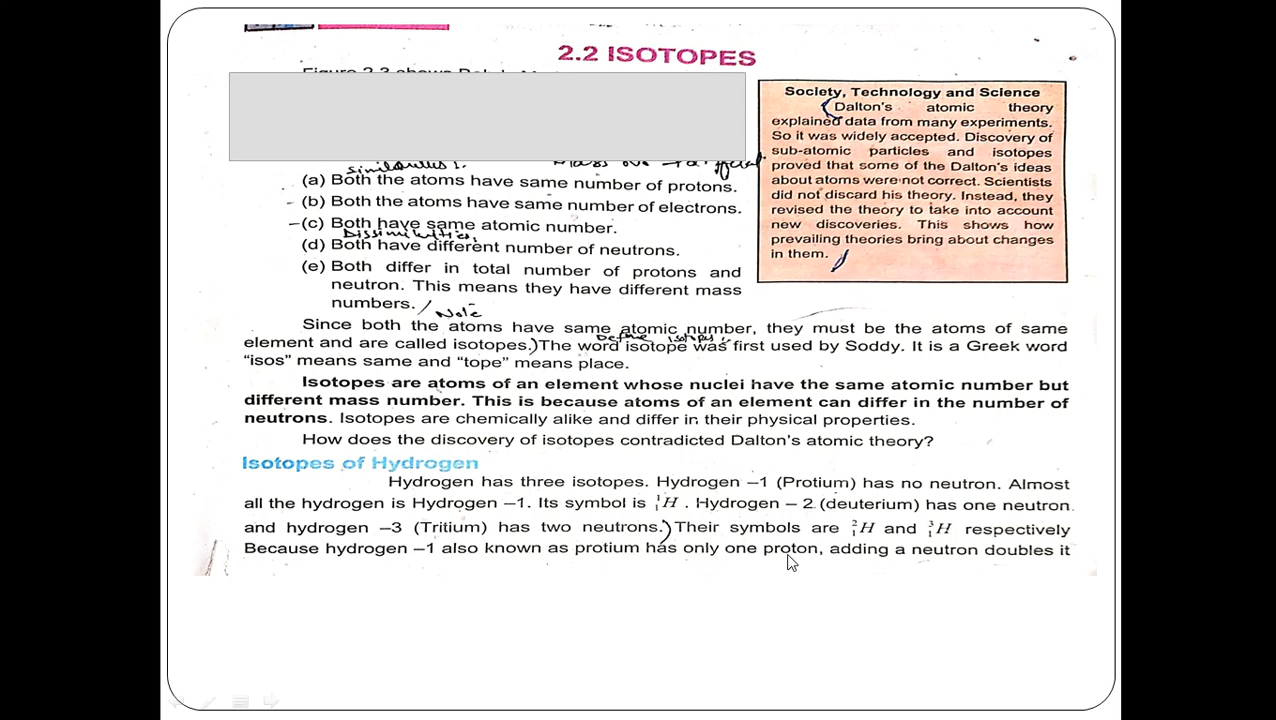 2.2 ISOTOPES
Society, Technology and Science
Dalton's atomic theory
explained data from many experiments.
So it was widely accepted. Discovery of
sub-atomic particles and isotopes
proved that some of the Dalton's ideas
about atoms were not correct. Scientists
did not discard his theory. Instead, they
revised the theory to take into account
new discoveries. This shows how
prevailing theories bring about changes
in them.
(a) Both the atoms have same number of protons.
(b) Both the atoms have same number of electrons.
(c) Both have same atomic number.
Dissimilarities
(d) Both have different number of neutrons.
(e) Both differ in total number of protons and
neutron. This means they have different mass
numbers.
Note
Since both the atoms have same atomic number, they must be the atoms of same
Define isotopes
element and are called isotopes.) The word isotope was first used by Soddy. It is a Greek word
“isos” means same and “tope” means place.
Isotopes are atoms of an element whose nuclei have the same atomic number but
different mass number. This is because atoms of an element can differ in the number of
neutrons. Isotopes are chemically alike and differ in their physical properties.
How does the discovery of isotopes contradicted Dalton's atomic theory?
Isotopes of Hydrogen
Hydrogen has three isotopes. Hydrogen –1 (Protium) has no neutron. Almost
all the hydrogen is Hydrogen –1. Its symbol is ¹₁H . Hydrogen – 2 (deuterium) has one neutron
and hydrogen –3 (Tritium) has two neutrons.) Their symbols are ²₁H and ³₁H respectively
Because hydrogen –1 also known as protium has only one proton, adding a neutron doubles it